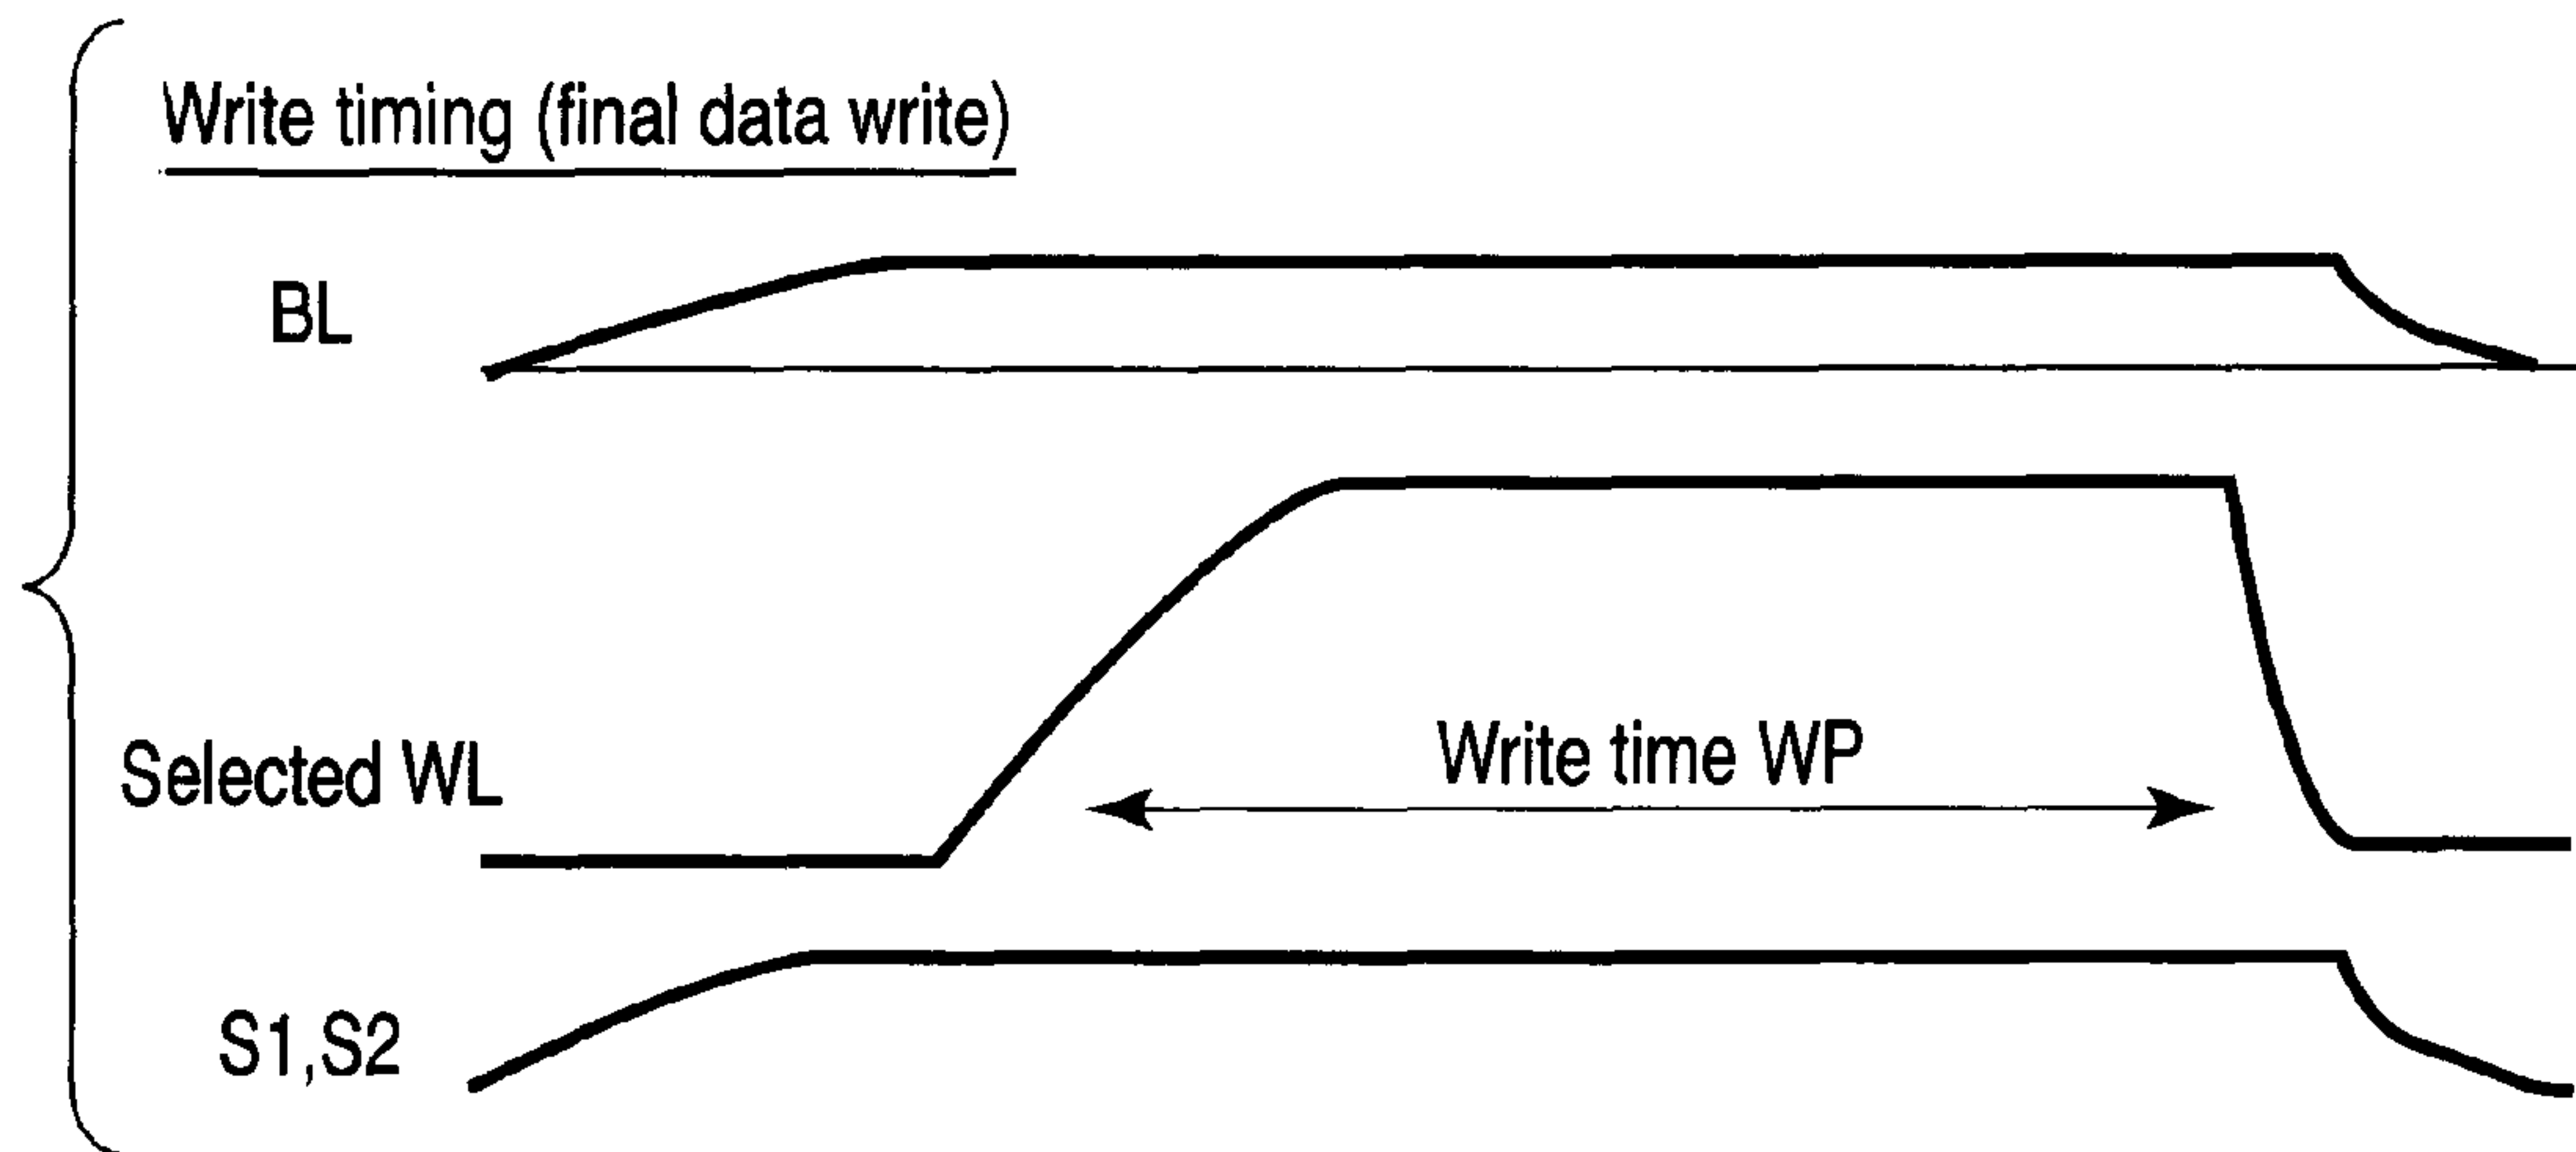 Write timing (final data write)
BL
Selected WL
Write time WP
S1,S2